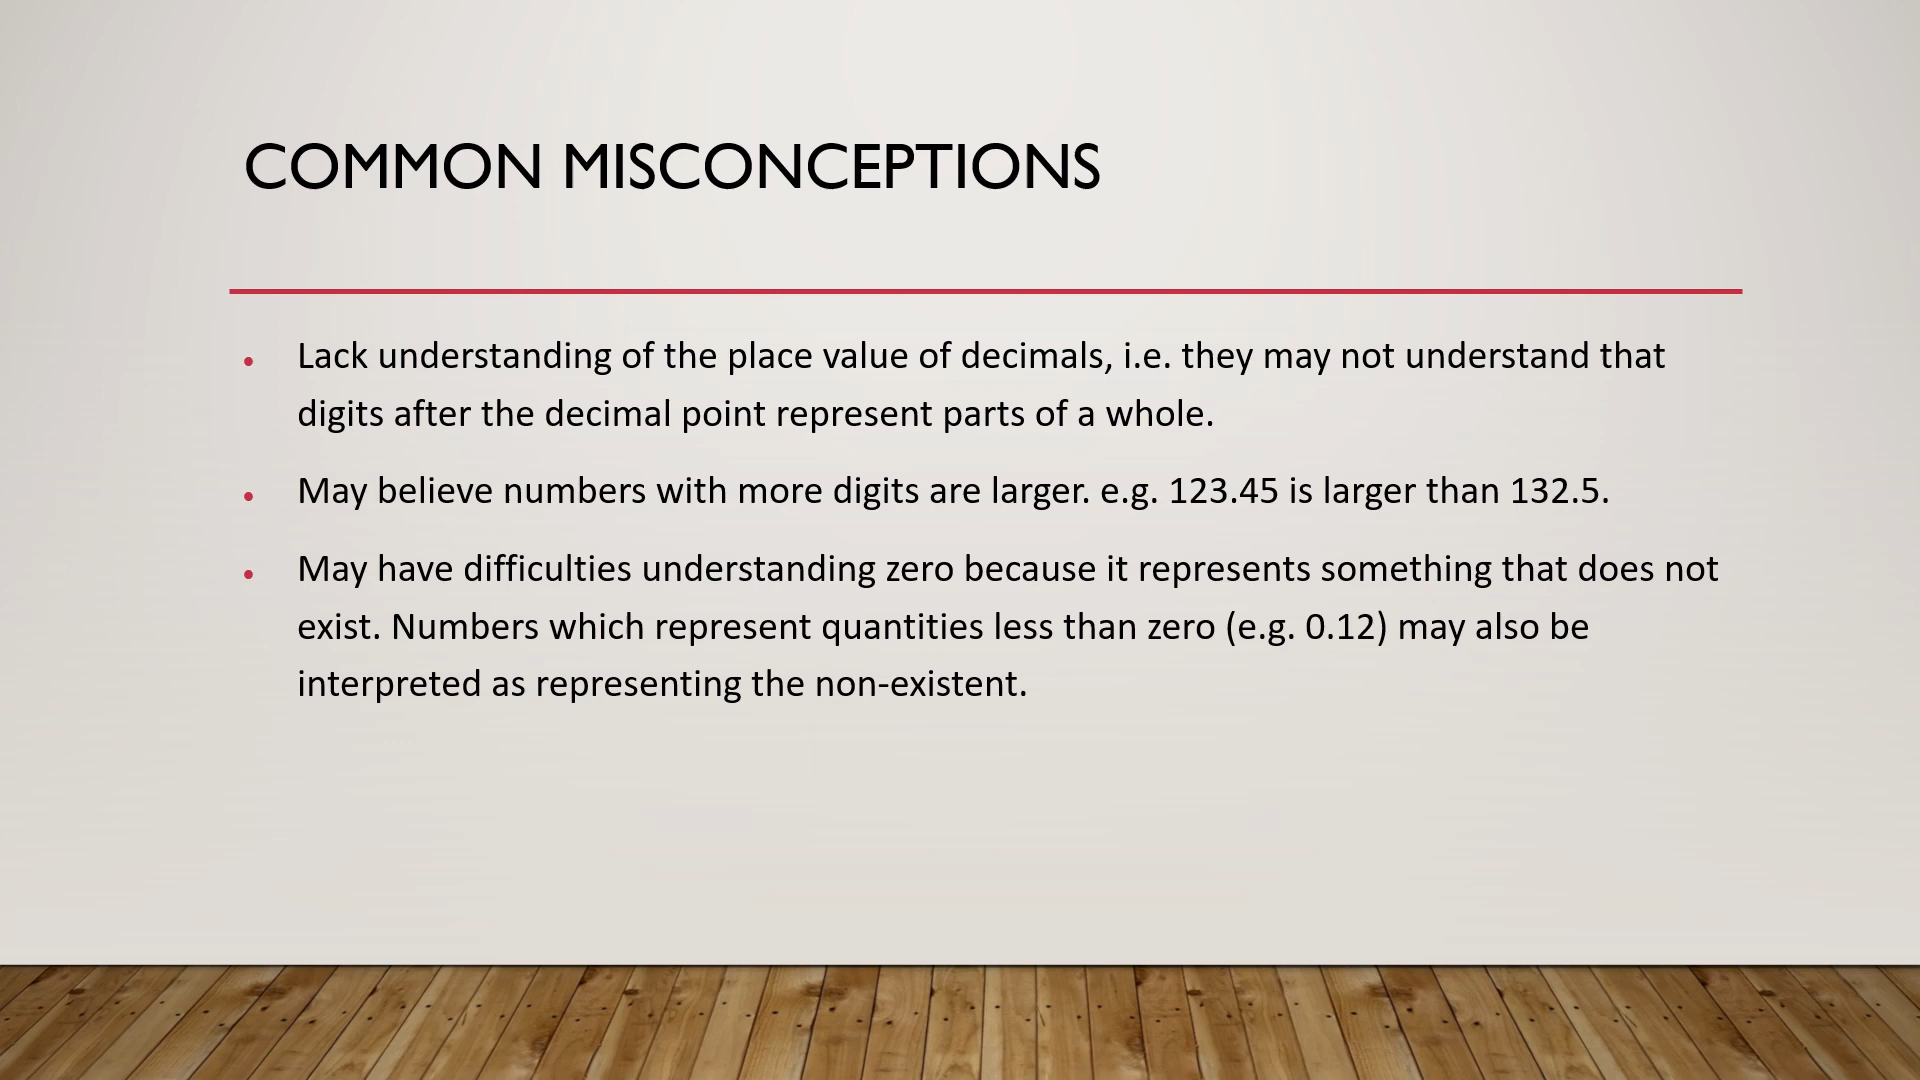 COMMON MISCONCEPTIONS
• Lack understanding of the place value of decimals, i.e. they may not understand that
digits after the decimal point represent parts of a whole.
• May believe numbers with more digits are larger. e.g. 123.45 is larger than 132.5.
• May have difficulties understanding zero because it represents something that does not
exist. Numbers which represent quantities less than zero (e.g. 0.12) may also be
interpreted as representing the non-existent.